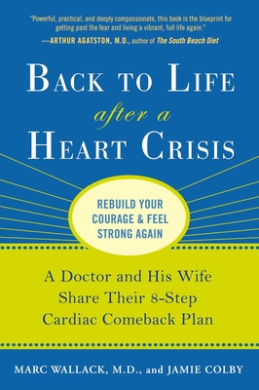 "Powerful, practical, and deeply compassionate, this book is the blueprint for
getting past the fear and living a vibrant, full life again."
—ARTHUR AGATSTON, M.D., author of The South Beach Diet
BACK TO LIFE
after a
HEART CRISIS
REBUILD YOUR
COURAGE & FEEL
STRONG AGAIN
A Doctor and His Wife
Share Their 8-Step
Cardiac Comeback Plan
MARC WALLACK, M.D., and JAMIE COLBY